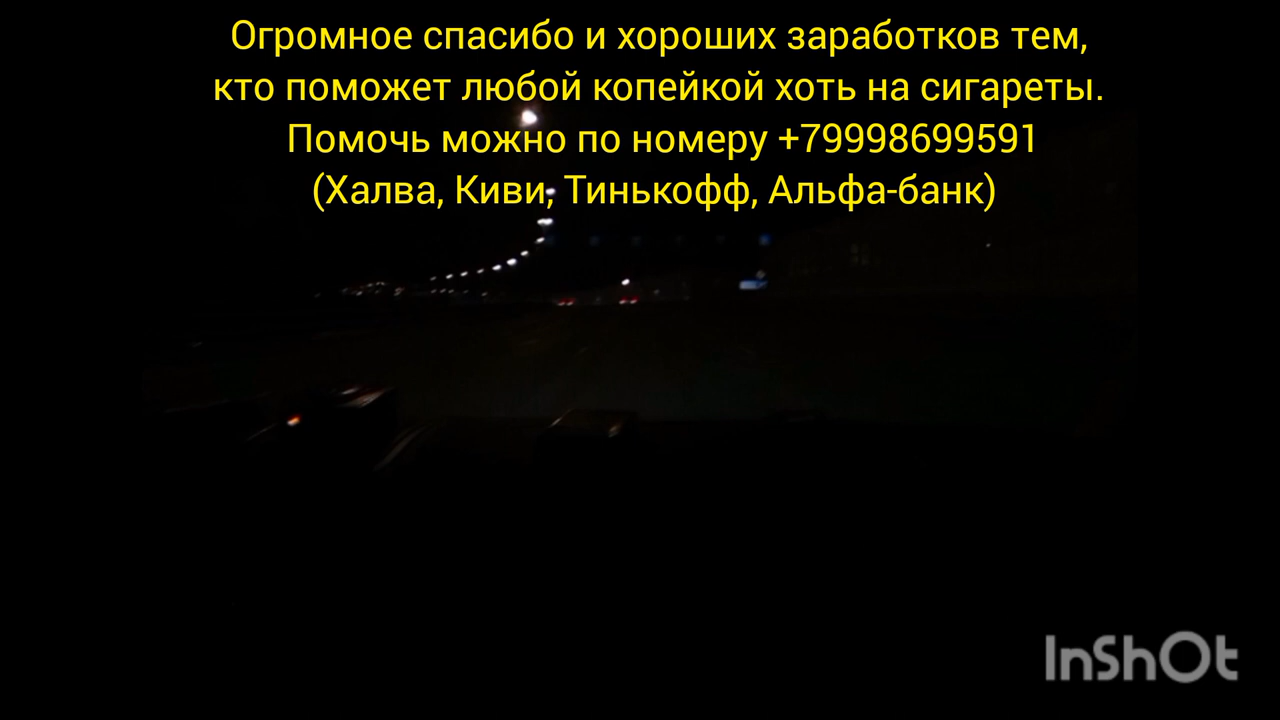 Огромное спасибо и хороших заработков тем,
кто поможет любой копейкой хоть на сигареты.
Помочь можно по номеру +79998699591
(Халва, Киви, Тинькофф, Альфа-банк)
InShOt